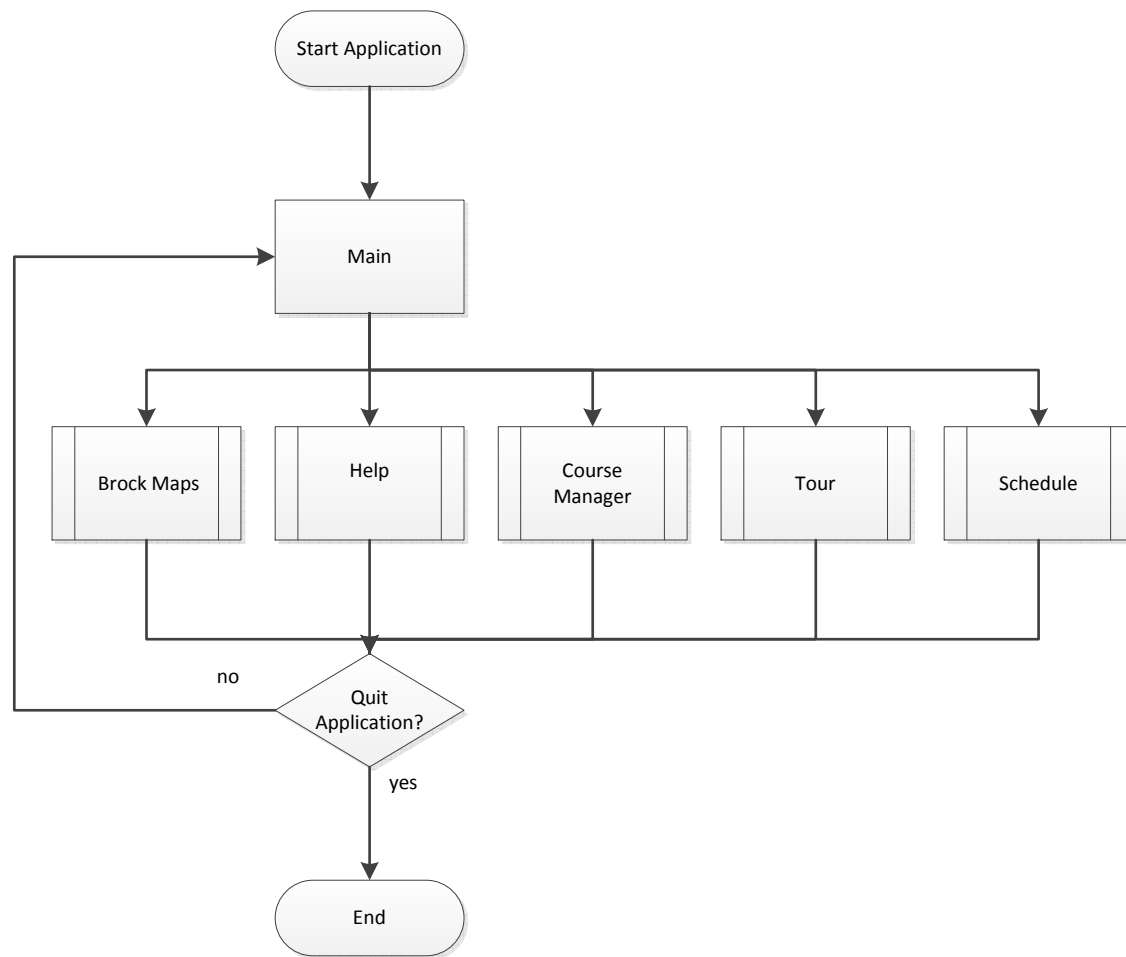 Start Application
Main
Brock Maps
Help
Course
Manager
Tour
Schedule
no
Quit
Application?
yes
End